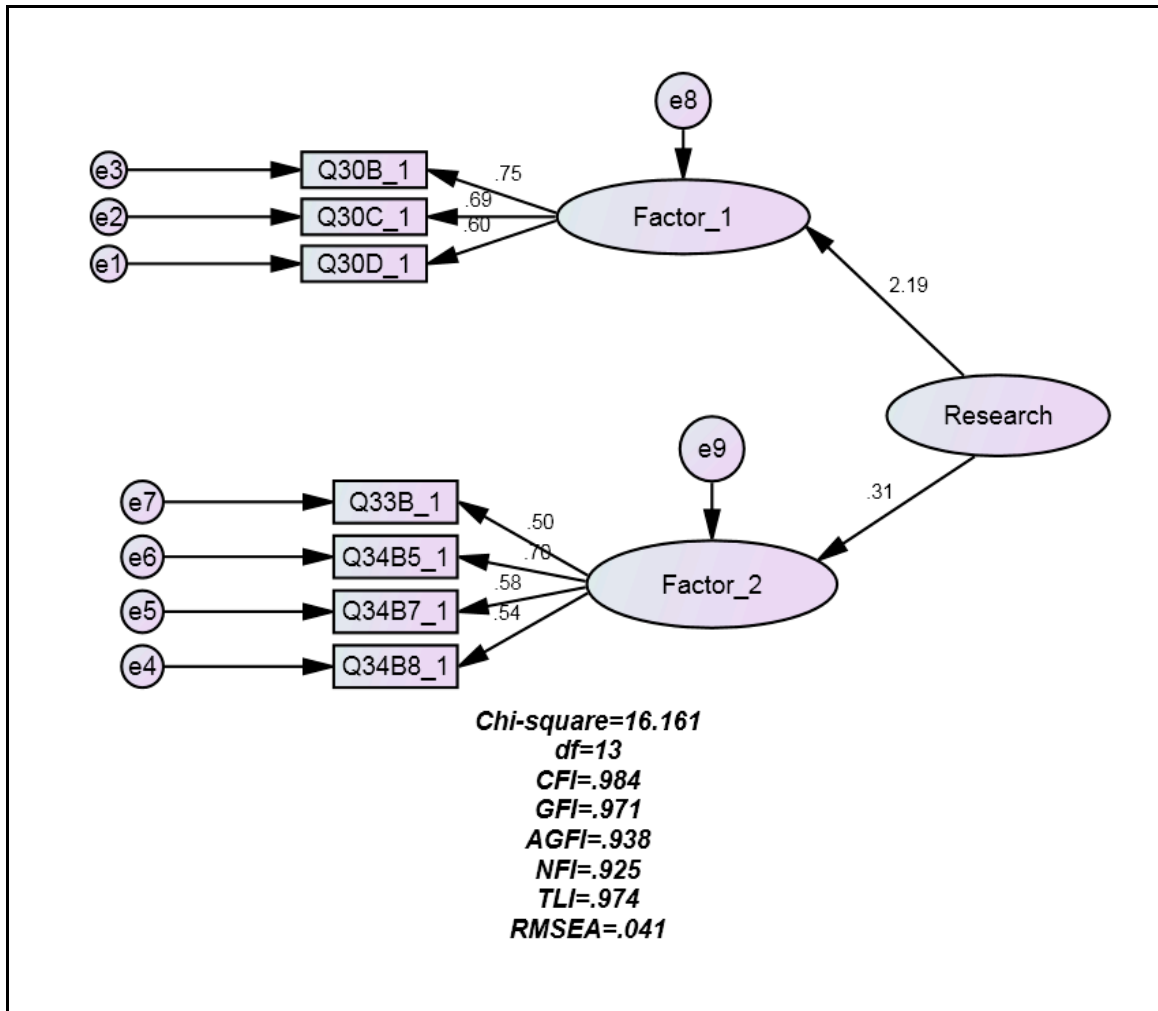 e8
e3
Q30B_1
.75
e2
Q30C_1
.69
Factor_1
e1
Q30D_1
.60
2.19
Research
e9
.31
e7
Q33B_1
.50
e6
Q34B5_1
.70
Factor_2
e5
Q34B7_1
.58
e4
Q34B8_1
.54
Chi-square=16.161
df=13
CFI=.984
GFI=.971
AGFI=.938
NFI=.925
TLI=.974
RMSEA=.041